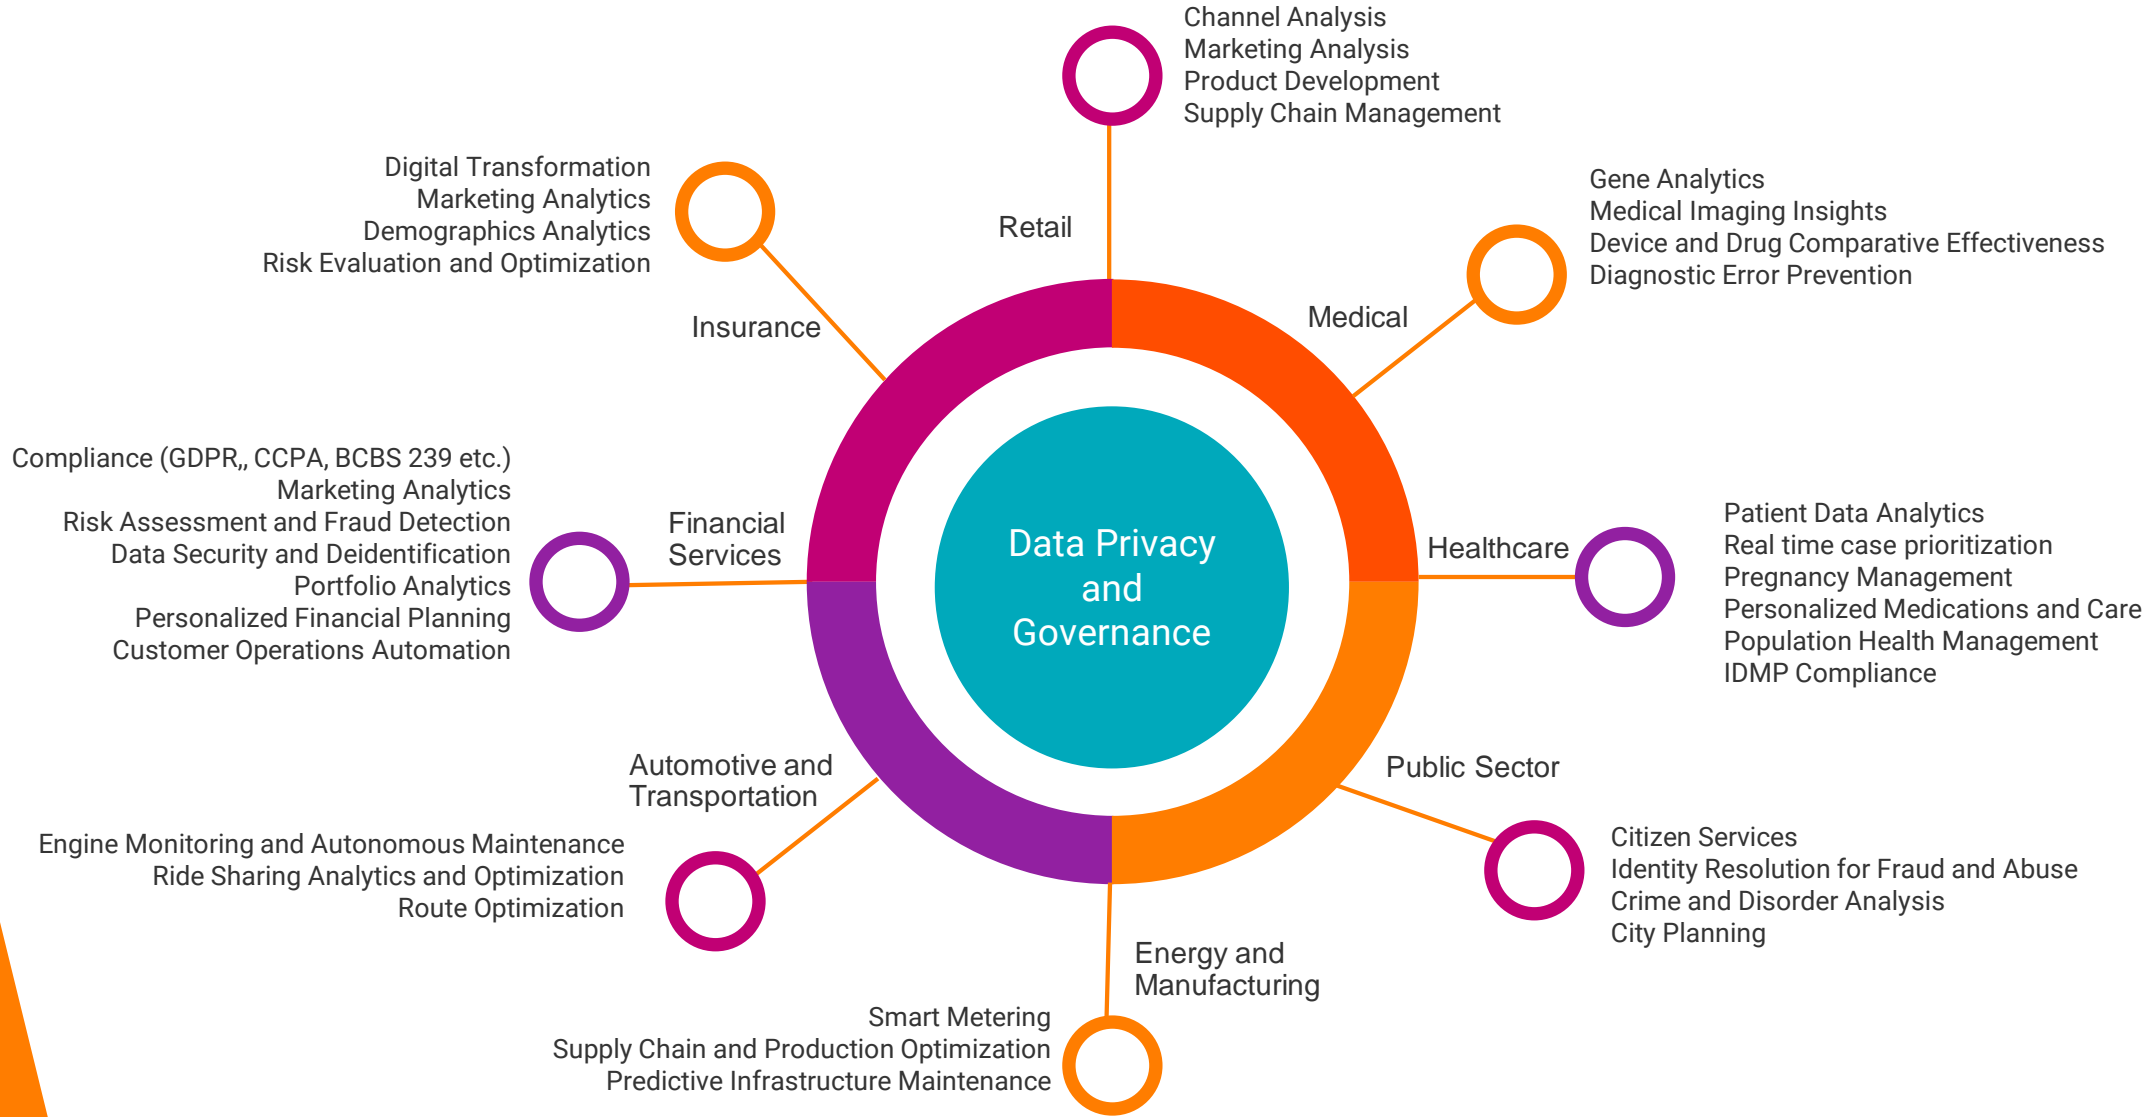 Channel Analysis
Marketing Analysis
Product Development
Supply Chain Management
Retail
Gene Analytics
Medical Imaging Insights
Device and Drug Comparative Effectiveness
Diagnostic Error Prevention
Medical
Patient Data Analytics
Real time case prioritization
Pregnancy Management
Personalized Medications and Care
Population Health Management
IDMP Compliance
Healthcare
Public Sector
Citizen Services
Identity Resolution for Fraud and Abuse
Crime and Disorder Analysis
City Planning
Energy and
Manufacturing
Smart Metering
Supply Chain and Production Optimization
Predictive Infrastructure Maintenance
Automotive and
Transportation
Engine Monitoring and Autonomous Maintenance
Ride Sharing Analytics and Optimization
Route Optimization
Financial
Services
Compliance (GDPR,, CCPA, BCBS 239 etc.)
Marketing Analytics
Risk Assessment and Fraud Detection
Data Security and Deidentification
Portfolio Analytics
Personalized Financial Planning
Customer Operations Automation
Insurance
Digital Transformation
Marketing Analytics
Demographics Analytics
Risk Evaluation and Optimization
Data Privacy
and
Governance